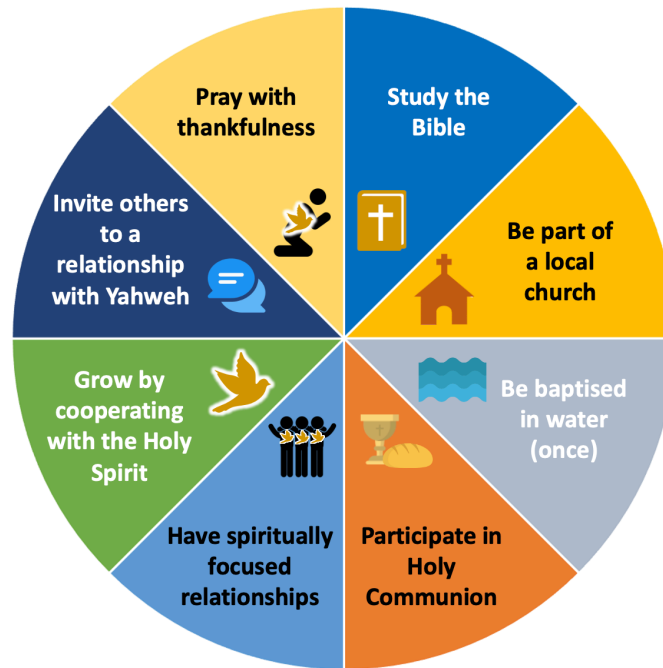 Study the
Bible
Be part of
a local
church
Be baptised
in water
(once)
Participate in
Holy
Communion
Have spiritually
focused
relationships
Grow by
cooperating
with the Holy
Spirit
Invite others
to a
relationship
with Yahweh
Pray with
thankfulness